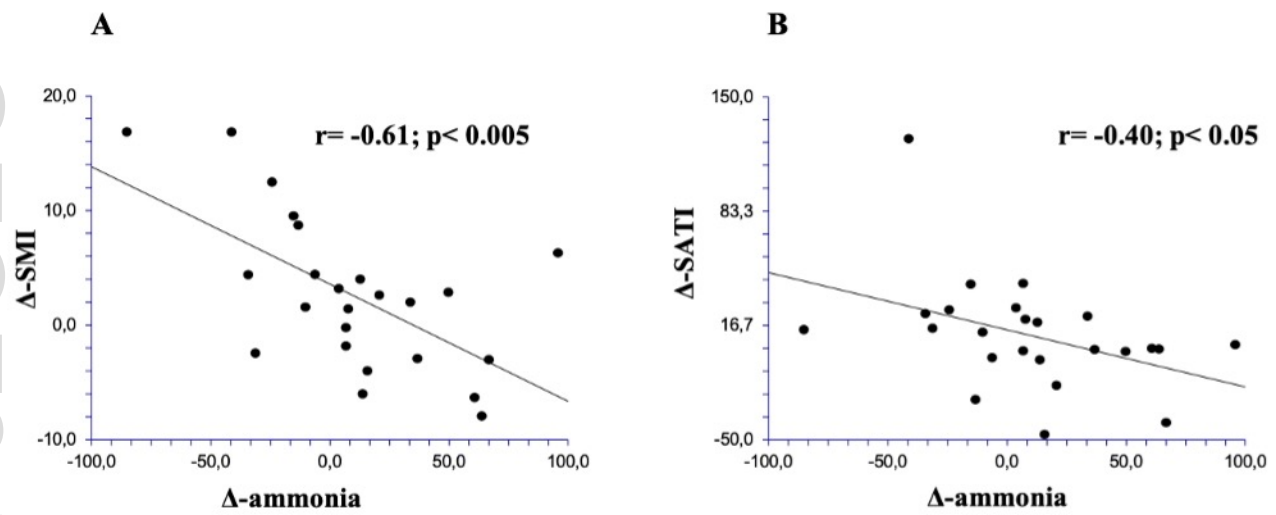 A
B
20,0
10,0
0,0
-10,0
Δ-SMI
r= -0.61; p< 0.005
-100,0 -50,0 0,0 50,0 100,0
Δ-ammonia
150,0
83,3
16,7
-50,0
Δ-SATI
r= -0.40; p< 0.05
-100,0 -50,0 0,0 50,0 100,0
Δ-ammonia